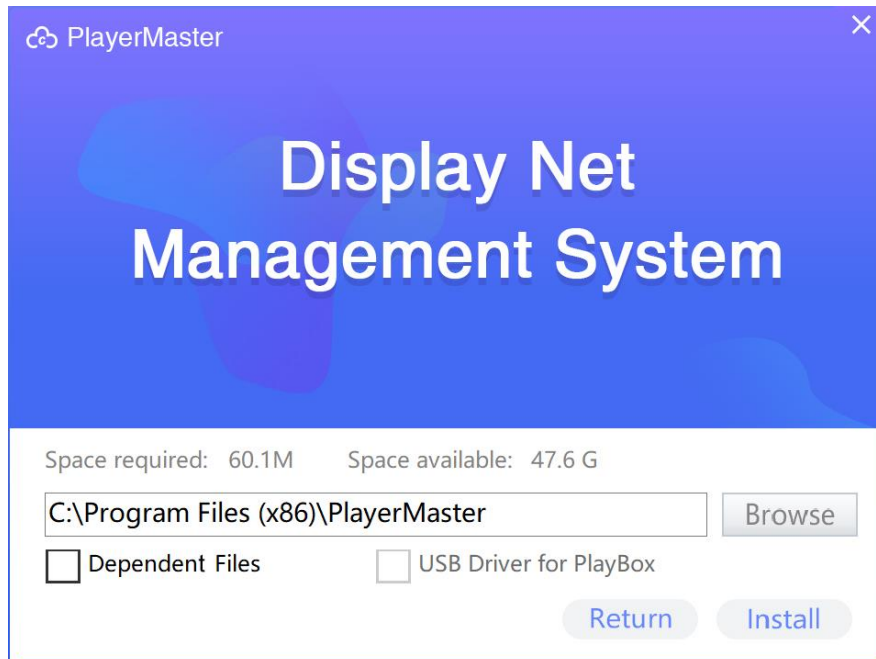 PlayerMaster
Display Net
Management System
Space required: 60.1M Space available: 47.6 G
C:\Program Files (x86)\PlayerMaster Browse
Dependent Files USB Driver for PlayBox
Return Install